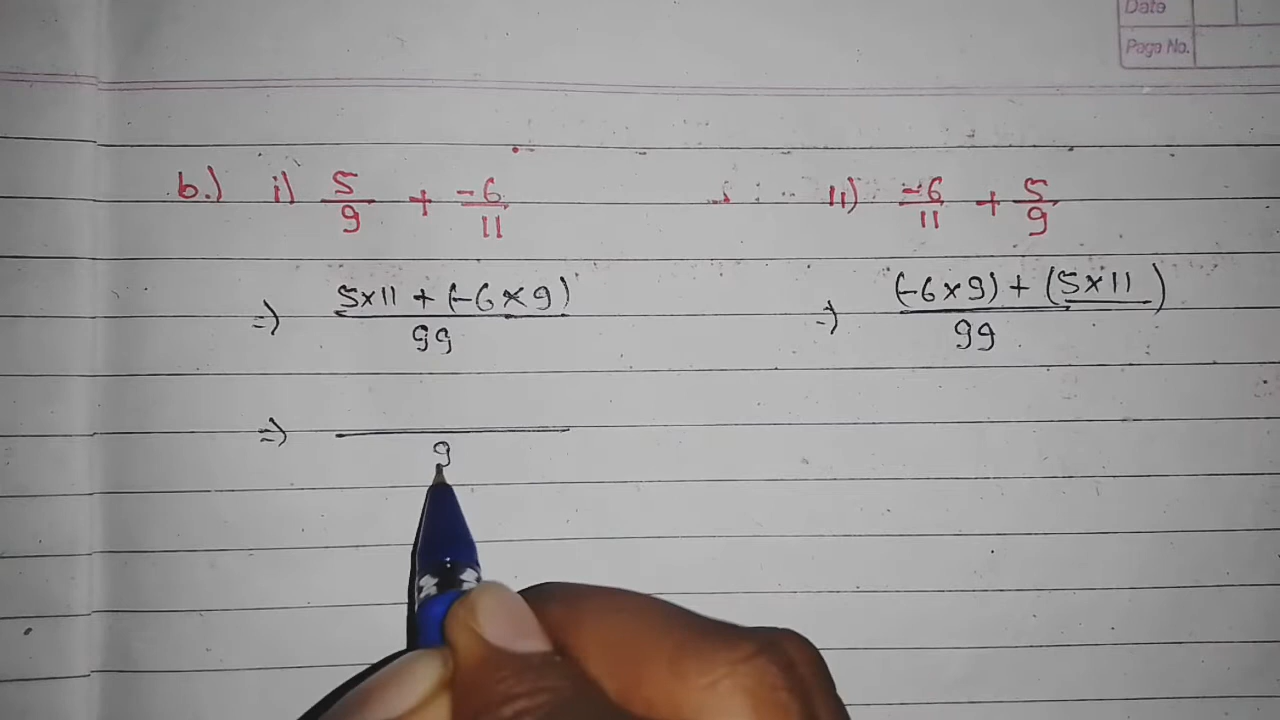 Date
Page No.
b.) i) 5/9 + -6/11 ii) -6/11 + 5/9
=) 5×11 + (-6×9) / 99 =) (-6×9) + (5×11) / 99
=) / 9